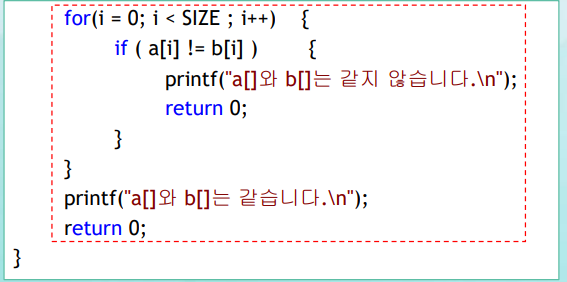 for(i = 0; i < SIZE ; i++) {
if ( a[i] != b[i] ) {
printf("a[]와 b[]는 같지 않습니다.\n");
return 0;
}
}
printf("a[]와 b[]는 같습니다.\n");
return 0;
}